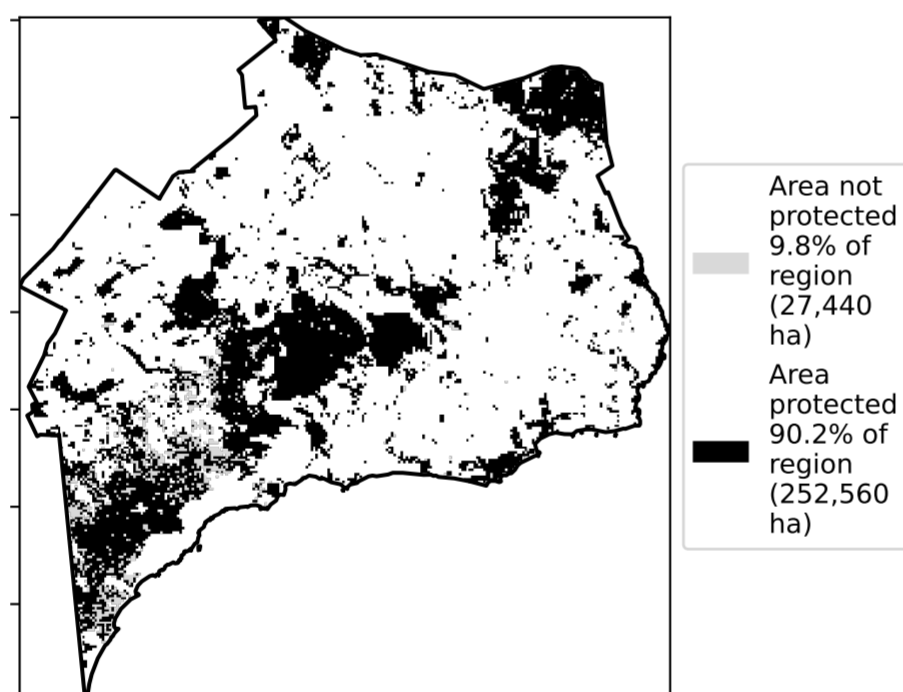 Area not
protected
9.8% of
region
(27,440
ha)
Area
protected
90.2% of
region
(252,560
ha)